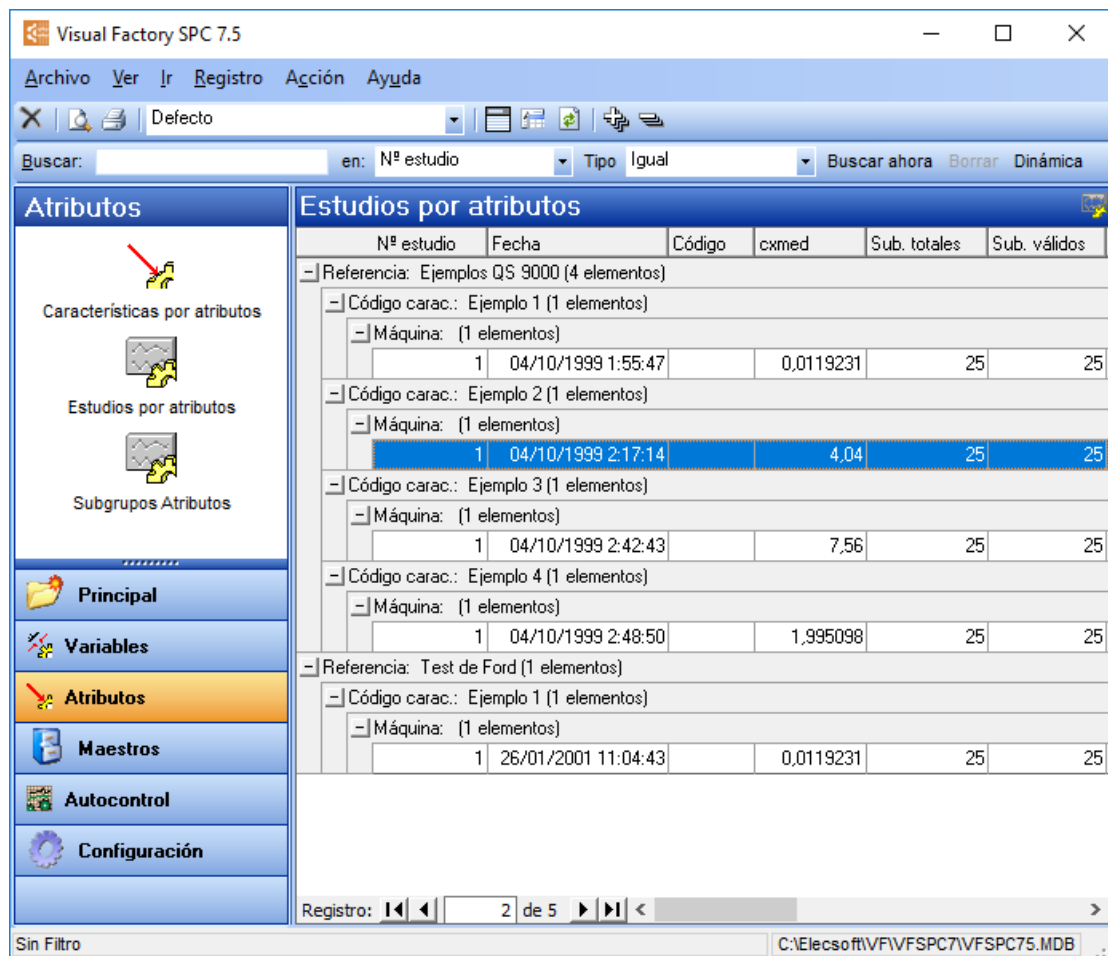 Visual Factory SPC 7.5
Archivo Ver Ir Registro Acción Ayuda
Defecto
Buscar: en: Nª estudio Tipo Igual Buscar ahora Borrar Dinámica
Atributos
Características por atributos
Estudios por atributos
Subgrupos Atributos
Principal
Variables
Atributos
Maestros
Autocontrol
Configuración
Estudios por atributos
Nª estudio Fecha Código cxmed Sub. totales Sub. válidos
Referencia: Ejemplos QS 9000 (4 elementos)
Código carac.: Ejemplo 1 (1 elementos)
Máquina: (1 elementos)
1 04/10/1999 1:55:47 0,0119231 25 25
Código carac.: Ejemplo 2 (1 elementos)
Máquina: (1 elementos)
1 04/10/1999 2:17:14 4,04 25 25
Código carac.: Ejemplo 3 (1 elementos)
Máquina: (1 elementos)
1 04/10/1999 2:42:43 7,56 25 25
Código carac.: Ejemplo 4 (1 elementos)
Máquina: (1 elementos)
1 04/10/1999 2:48:50 1,995098 25 25
Referencia: Test de Ford (1 elementos)
Código carac.: Ejemplo 1 (1 elementos)
Máquina: (1 elementos)
1 26/01/2001 11:04:43 0,0119231 25 25
Registro: 2 de 5
Sin Filtro C:\Elecsoft\VF\VFSPC7\VFSPC75.MDB